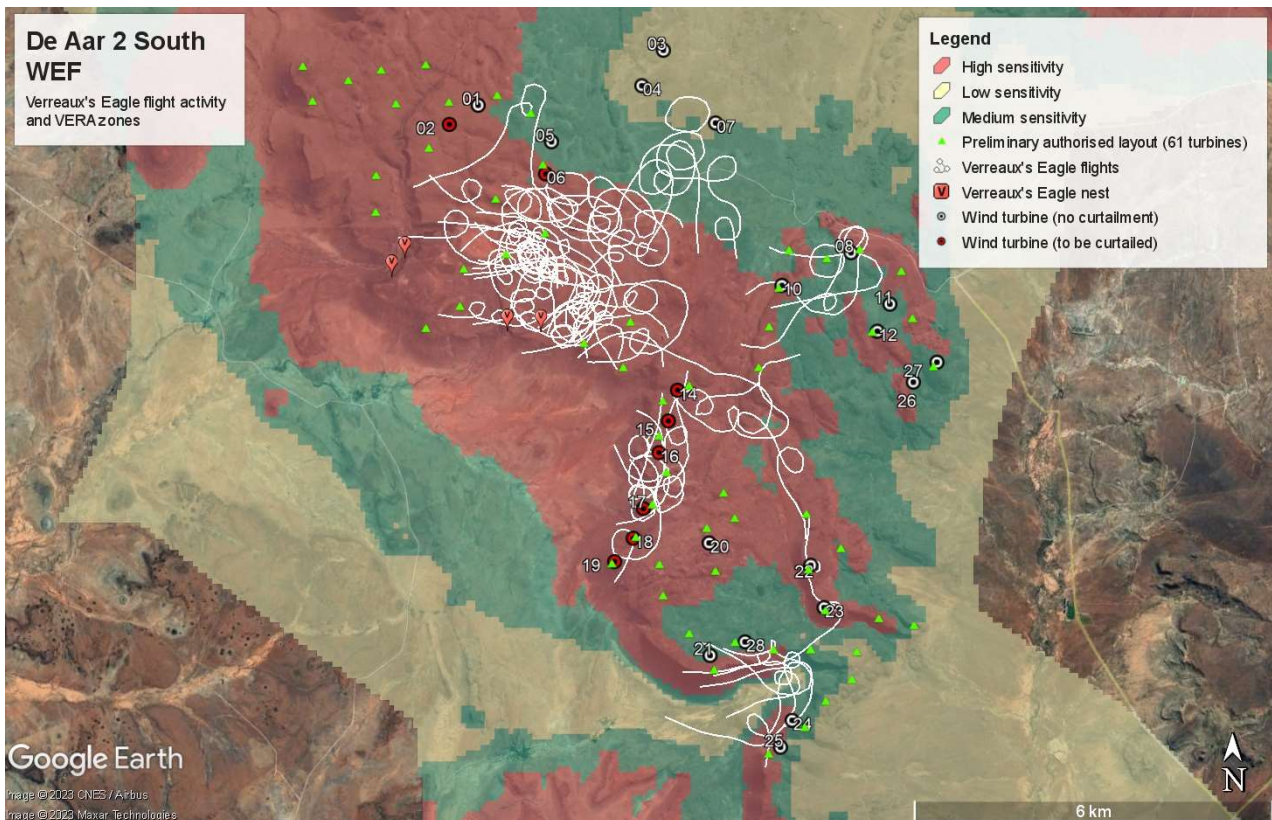 De Aar 2 South
WEF
Verreaux's Eagle flight activity
and VERA zones
Legend
High sensitivity
Low sensitivity
Medium sensitivity
Preliminary authorised layout (61 turbines)
Verreaux's Eagle flights
V Verreaux's Eagle nest
Wind turbine (no curtailment)
Wind turbine (to be curtailed)
03
04
01
02
07
05
06
V
V
08
10
11
V V
12
27
26
14
15
16
17
18
20
19
22
23
28
21
24
25
Google Earth
Image © 2023 CNES / Airbus
Image © 2023 Maxar Technologies
N
6 km